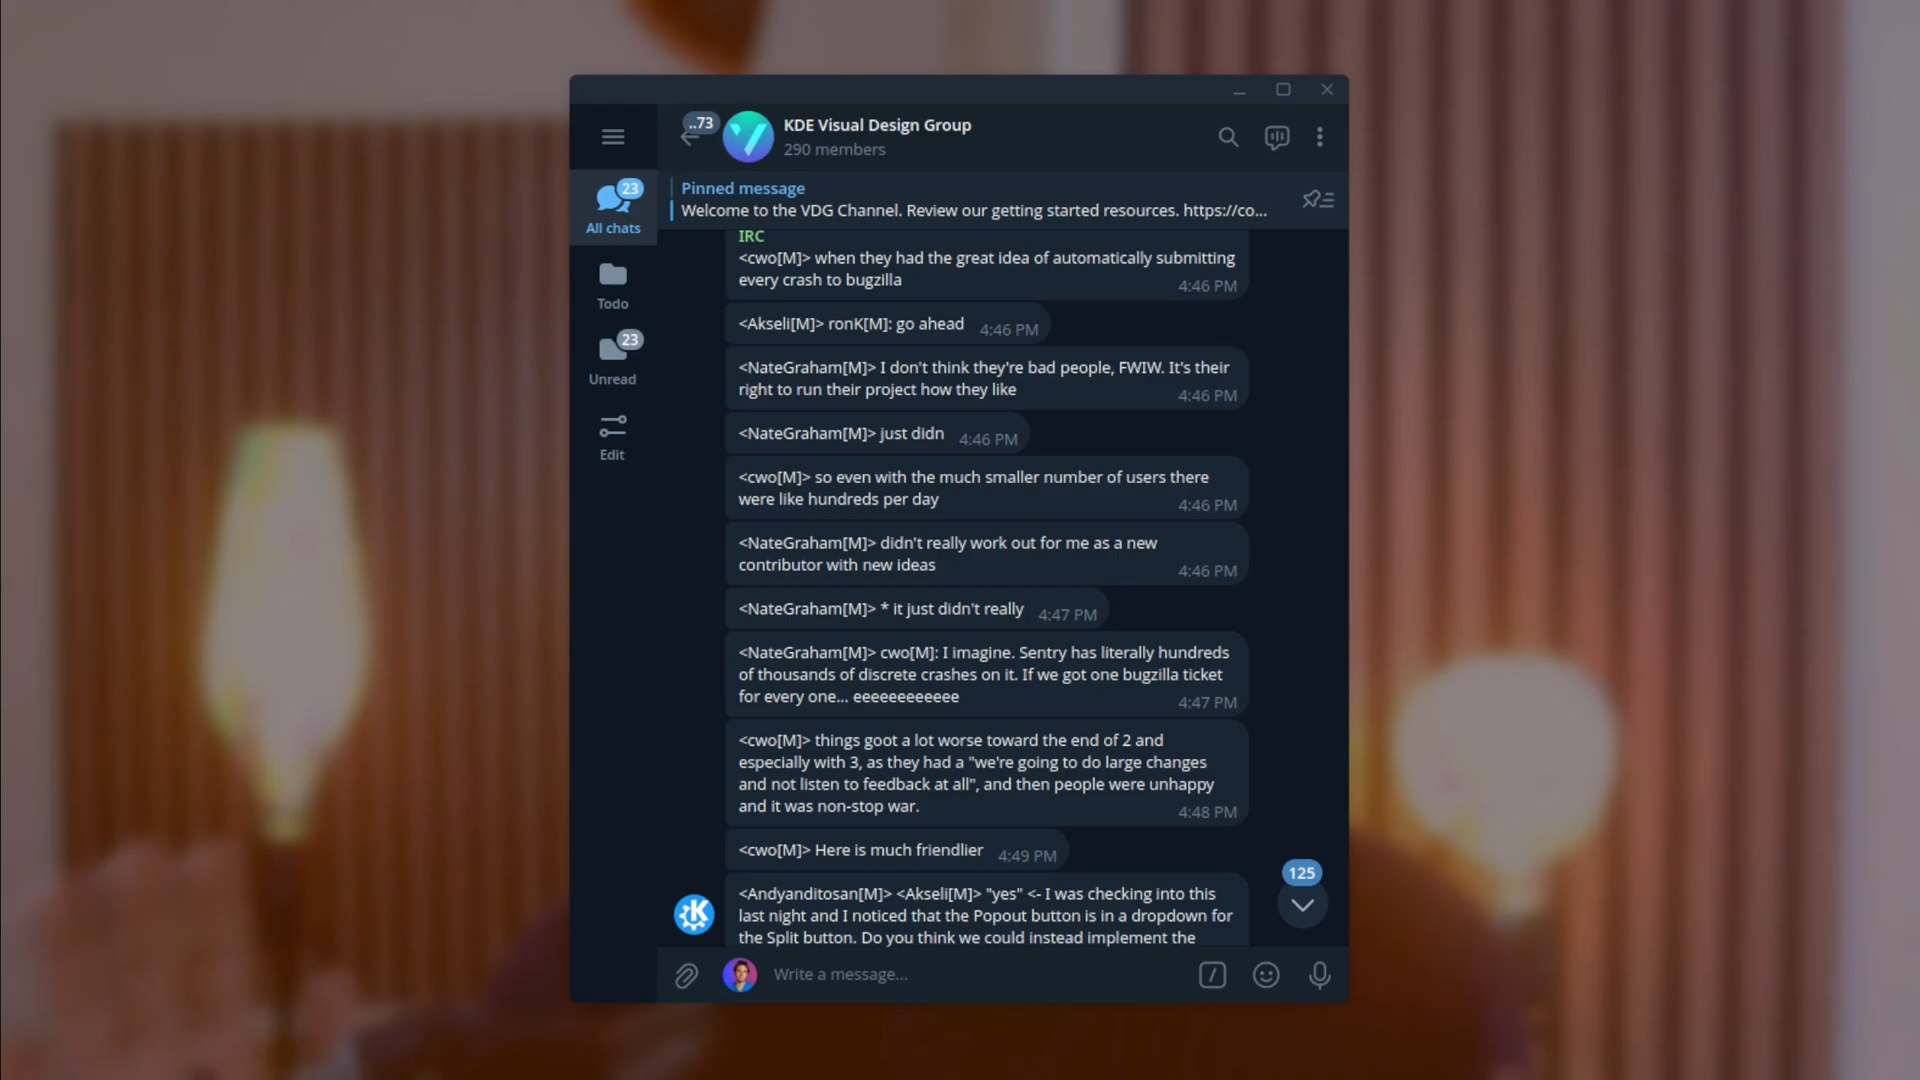 ..73
KDE Visual Design Group
290 members
Pinned message
Welcome to the VDG Channel. Review our getting started resources. https://co...
23
All chats
Todo
23
Unread
Edit
IRC
<cwo[M]> when they had the great idea of automatically submitting
every crash to bugzilla
4:46 PM
<Akseli[M]> ronK[M]: go ahead 4:46 PM
<NateGraham[M]> I don't think they're bad people, FWIW. It's their
right to run their project how they like
4:46 PM
<NateGraham[M]> just didn 4:46 PM
<cwo[M]> so even with the much smaller number of users there
were like hundreds per day
4:46 PM
<NateGraham[M]> didn't really work out for me as a new
contributor with new ideas
4:46 PM
<NateGraham[M]> * it just didn't really 4:47 PM
<NateGraham[M]> cwo[M]: I imagine. Sentry has literally hundreds
of thousands of discrete crashes on it. If we got one bugzilla ticket
for every one... eeeeeeeeeeee
4:47 PM
<cwo[M]> things goot a lot worse toward the end of 2 and
especially with 3, as they had a "we're going to do large changes
and not listen to feedback at all", and then people were unhappy
and it was non-stop war.
4:48 PM
<cwo[M]> Here is much friendlier 4:49 PM
<Andyanditosan[M]> <Akseli[M]> "yes" <- I was checking into this
last night and I noticed that the Popout button is in a dropdown for
the Split button. Do you think we could instead implement the
125
Write a message...